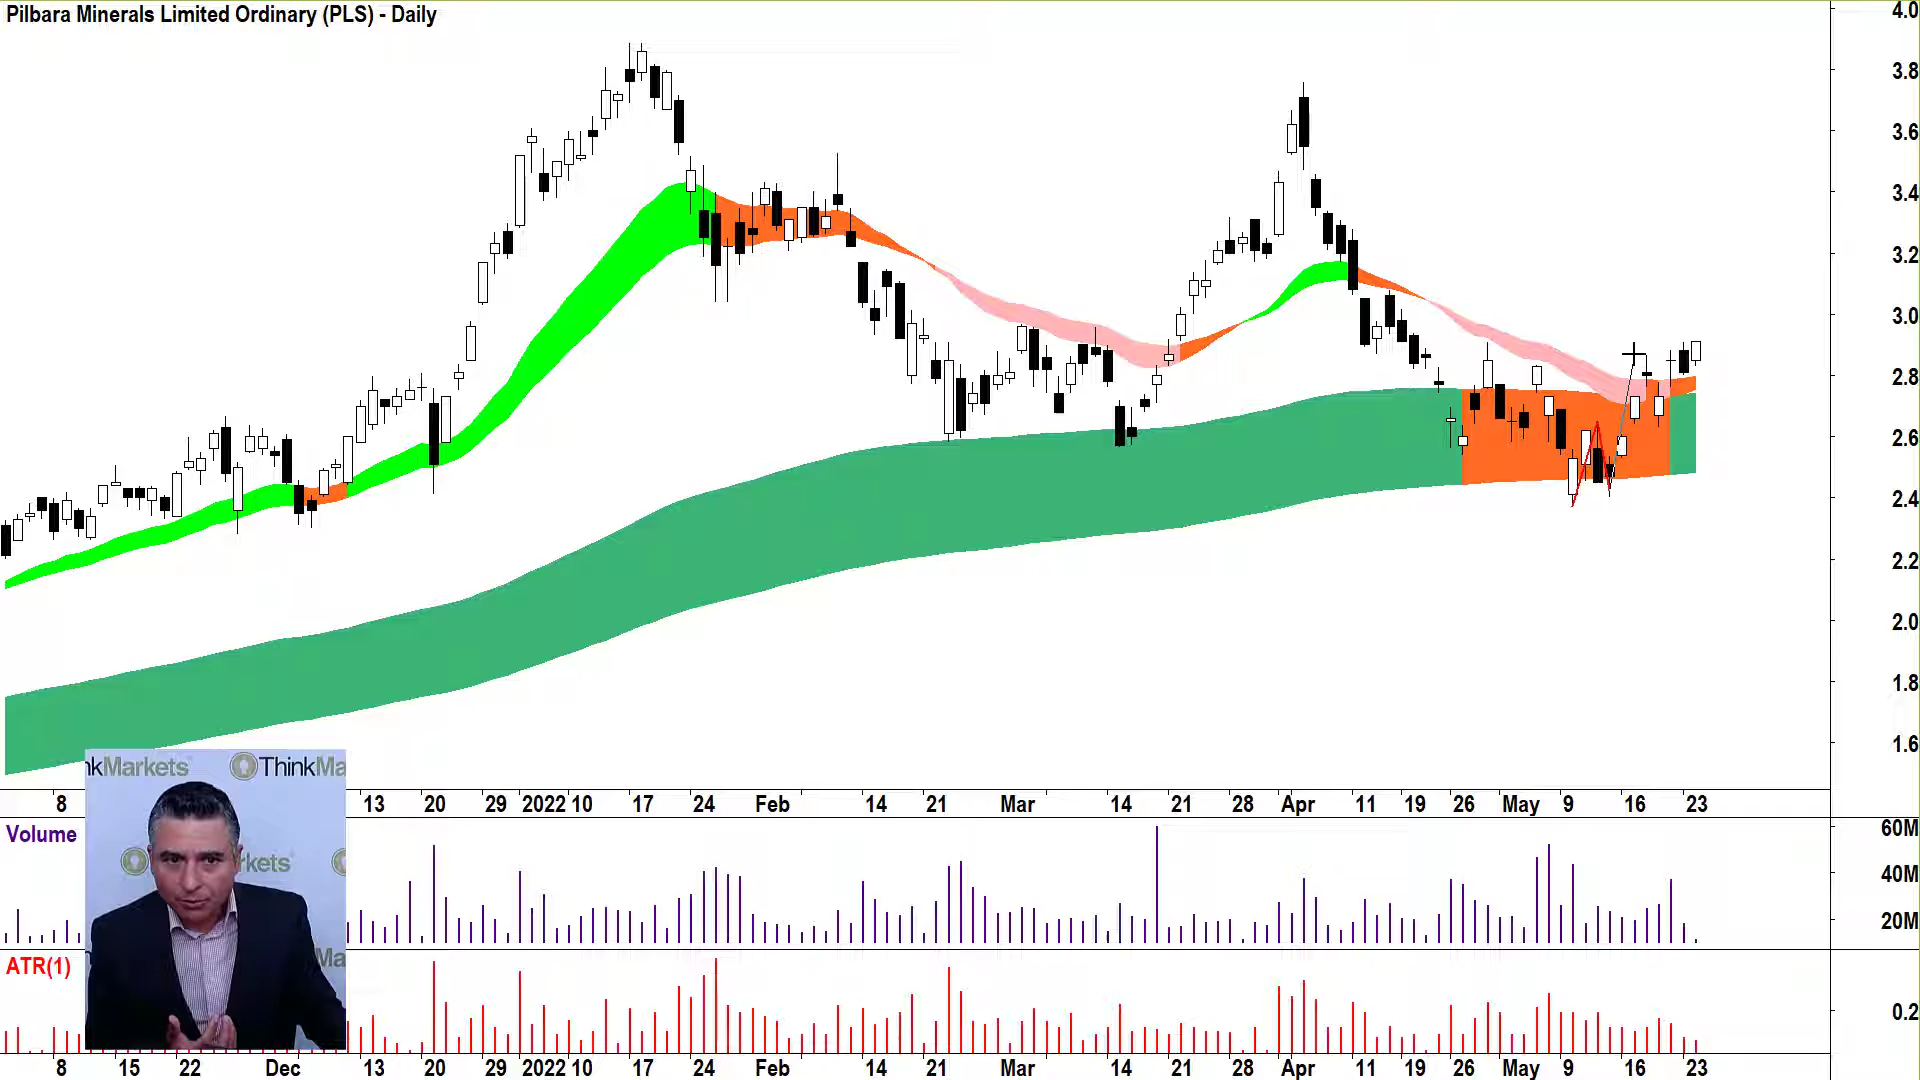 Pilbara Minerals Limited Ordinary (PLS) - Daily
4.0
3.8
3.6
3.4
3.2
3.0
2.8
2.6
2.4
2.2
2.0
1.8
1.6
8 13 20 29 2022 10 17 24 Feb 14 21 Mar 14 21 28 Apr 11 19 26 May 9 16 23
Volume
60M
40M
20M
nkMarkets ThinkMa
rkets
Ma
ATR(1)
0.2
8 15 22 Dec 13 20 29 2022 10 17 24 Feb 14 21 Mar 14 21 28 Apr 11 19 26 May 9 16 23